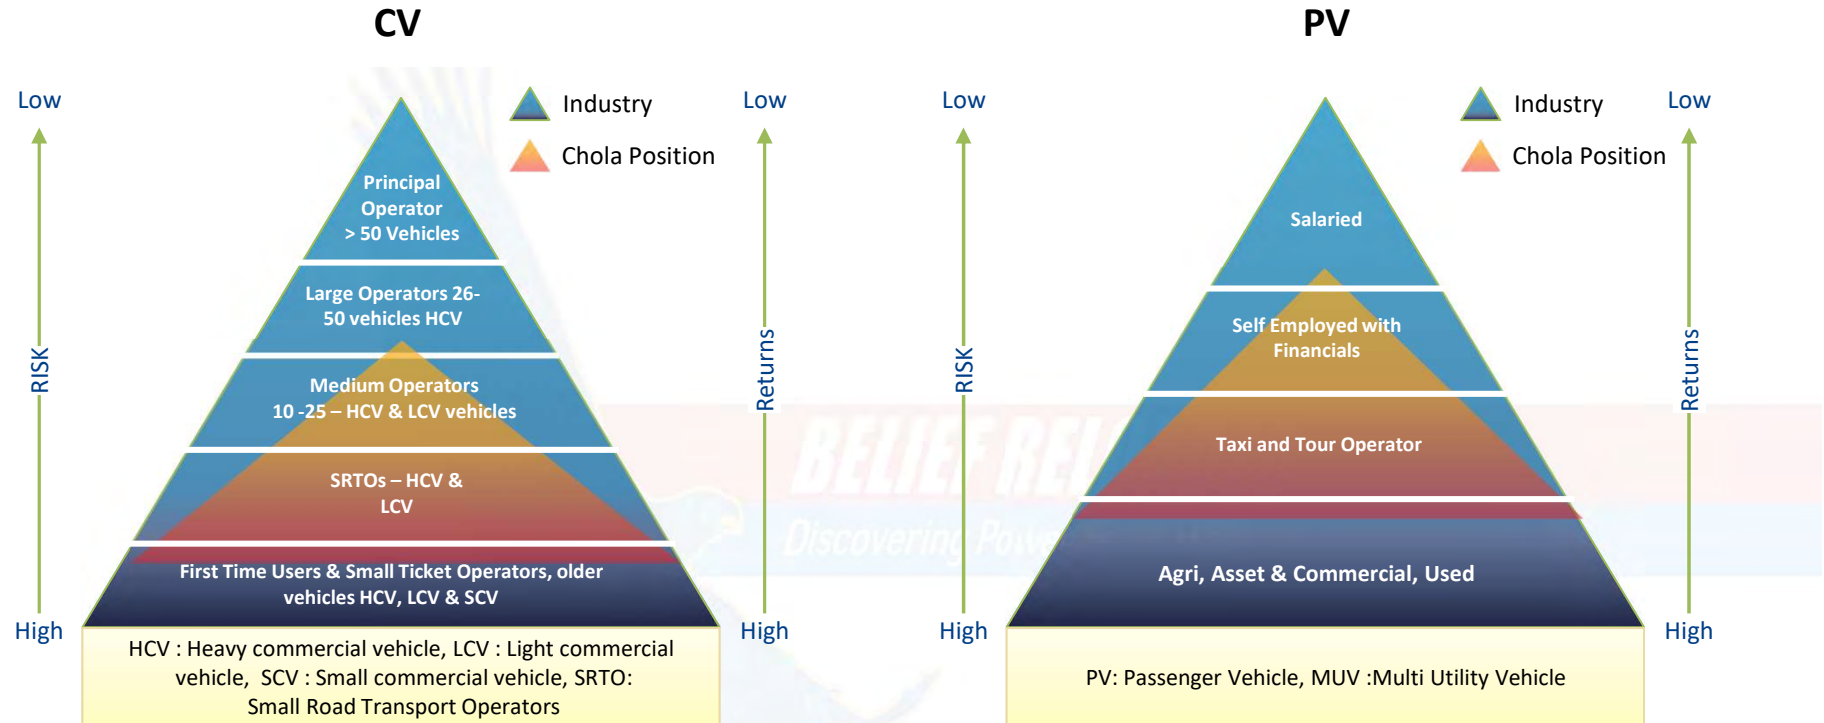 CV
Low
RISK
High
Industry
Chola Position
Principal
Operator
> 50 Vehicles
Large Operators 26-
50 vehicles HCV
Medium Operators
10 -25 – HCV & LCV vehicles
SRTOs – HCV &
LCV
First Time Users & Small Ticket Operators, older
vehicles HCV, LCV & SCV
HCV : Heavy commercial vehicle, LCV : Light commercial
vehicle, SCV : Small commercial vehicle, SRTO:
Small Road Transport Operators
Low
Returns
High
BELIEF
Discovering
PV
Low
RISK
High
Industry
Chola Position
Salaried
Self Employed with
Financials
Taxi and Tour Operator
Agri, Asset & Commercial, Used
PV: Passenger Vehicle, MUV :Multi Utility Vehicle
Low
Returns
High